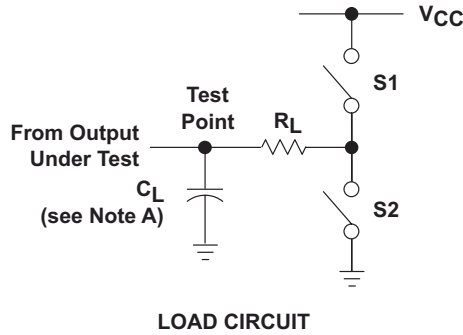 VCC
S1
Test
Point
RL
From Output
Under Test
CL
(see Note A)
S2
LOAD CIRCUIT